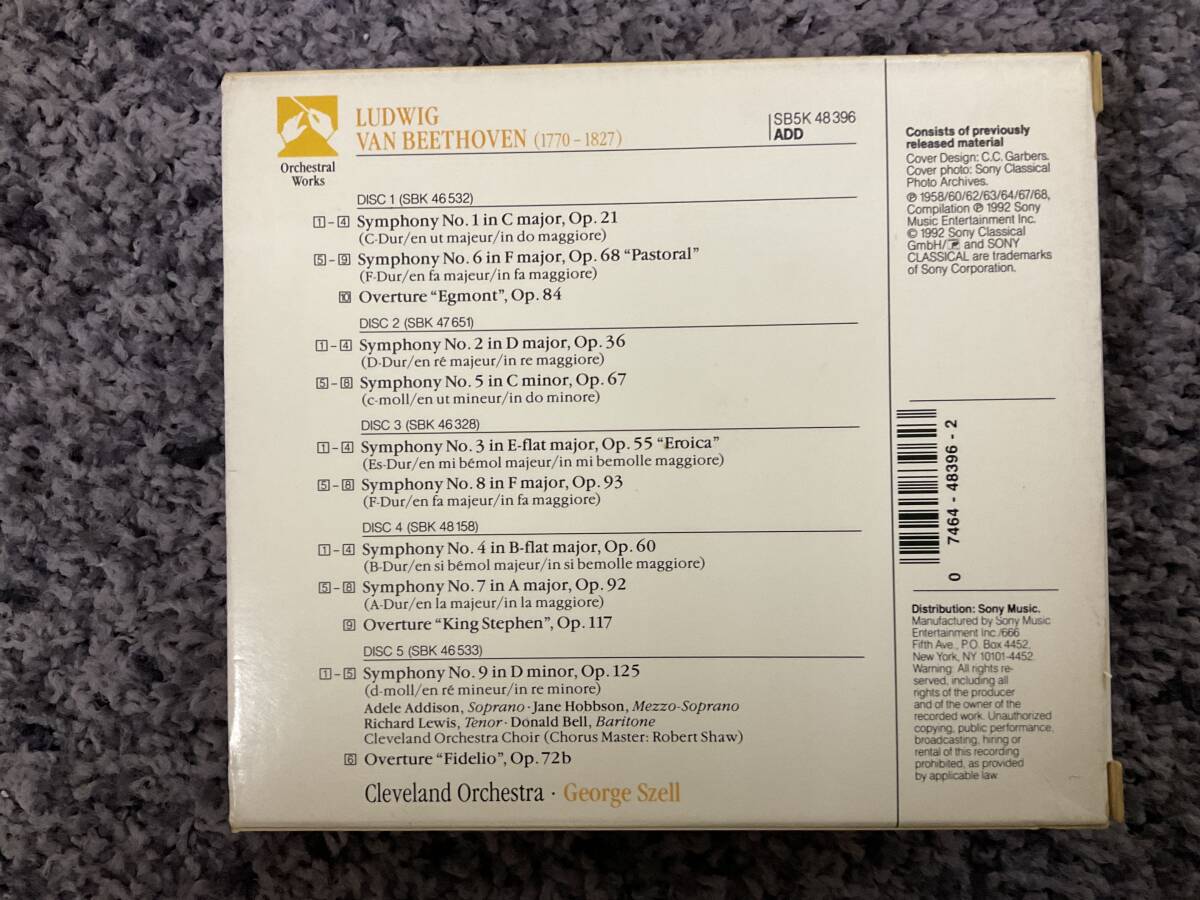 LUDWIG
VAN BEETHOVEN (1770–1827)
SB5K 48396
ADD
Orchestral
Works
DISC 1 (SBK 46532)
1–4 Symphony No. 1 in C major, Op. 21
(C-Dur/en ut majeur/in do maggiore)
5–9 Symphony No. 6 in F major, Op. 68 “Pastoral”
(F-Dur/en fa majeur/in fa maggiore)
10 Overture “Egmont”, Op. 84
DISC 2 (SBK 47651)
1–4 Symphony No. 2 in D major, Op. 36
(D-Dur/en ré majeur/in re maggiore)
5–8 Symphony No. 5 in C minor, Op. 67
(c-moll/en ut mineur/in do minore)
DISC 3 (SBK 46328)
1–4 Symphony No. 3 in E-flat major, Op. 55 “Eroica”
(Es-Dur/en mi bémol majeur/in mi bemolle maggiore)
5–8 Symphony No. 8 in F major, Op. 93
(F-Dur/en fa majeur/in fa maggiore)
DISC 4 (SBK 48158)
1–4 Symphony No. 4 in B-flat major, Op. 60
(B-Dur/en si bémol majeur/in si bemolle maggiore)
5–8 Symphony No. 7 in A major, Op. 92
(A-Dur/en la majeur/in la maggiore)
9 Overture “King Stephen”, Op. 117
DISC 5 (SBK 46533)
1–5 Symphony No. 9 in D minor, Op. 125
(d-moll/en ré mineur/in re minore)
Adele Addison, Soprano · Jane Hobbson, Mezzo-Soprano
Richard Lewis, Tenor · Donald Bell, Baritone
Cleveland Orchestra Choir (Chorus Master: Robert Shaw)
6 Overture “Fidelio”, Op. 72b
Cleveland Orchestra · George Szell
Consists of previously
released material
Cover Design: C.C. Garbers.
Cover photo: Sony Classical
Photo Archives.
℗ 1958/60/62/63/64/67/68,
Compilation ℗ 1992 Sony
Music Entertainment Inc.
© 1992 Sony Classical
GmbH/ and SONY
CLASSICAL are trademarks
of Sony Corporation.
0 7464-48396-2
Distribution: Sony Music.
Manufactured by Sony Music
Entertainment Inc./666
Fifth Ave., P.O. Box 4452,
New York, NY 10101-4452.
Warning: All rights re-
served, including all
rights of the producer
and of the owner of the
recorded work. Unauthorized
copying, public performance,
broadcasting, hiring or
rental of this recording
prohibited, as provided
by applicable law.